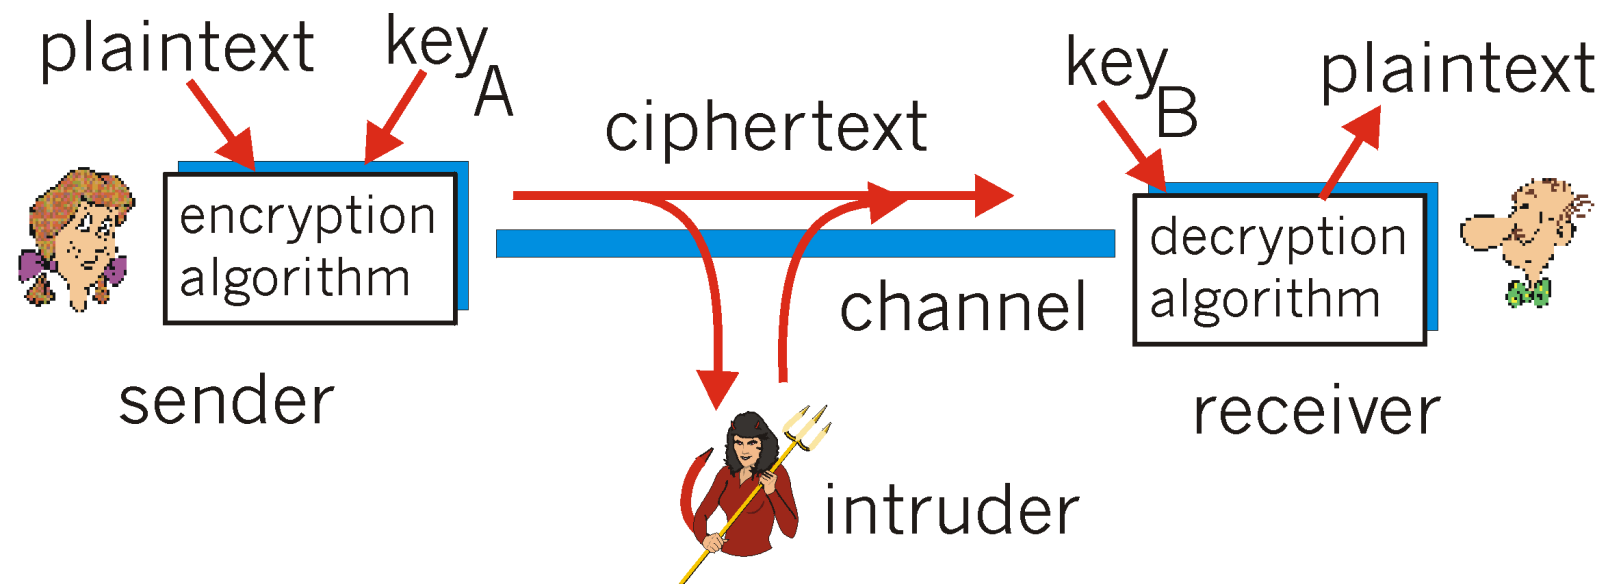 plaintext
key A
ciphertext
key B
plaintext
encryption
algorithm
decryption
algorithm
channel
sender
receiver
intruder